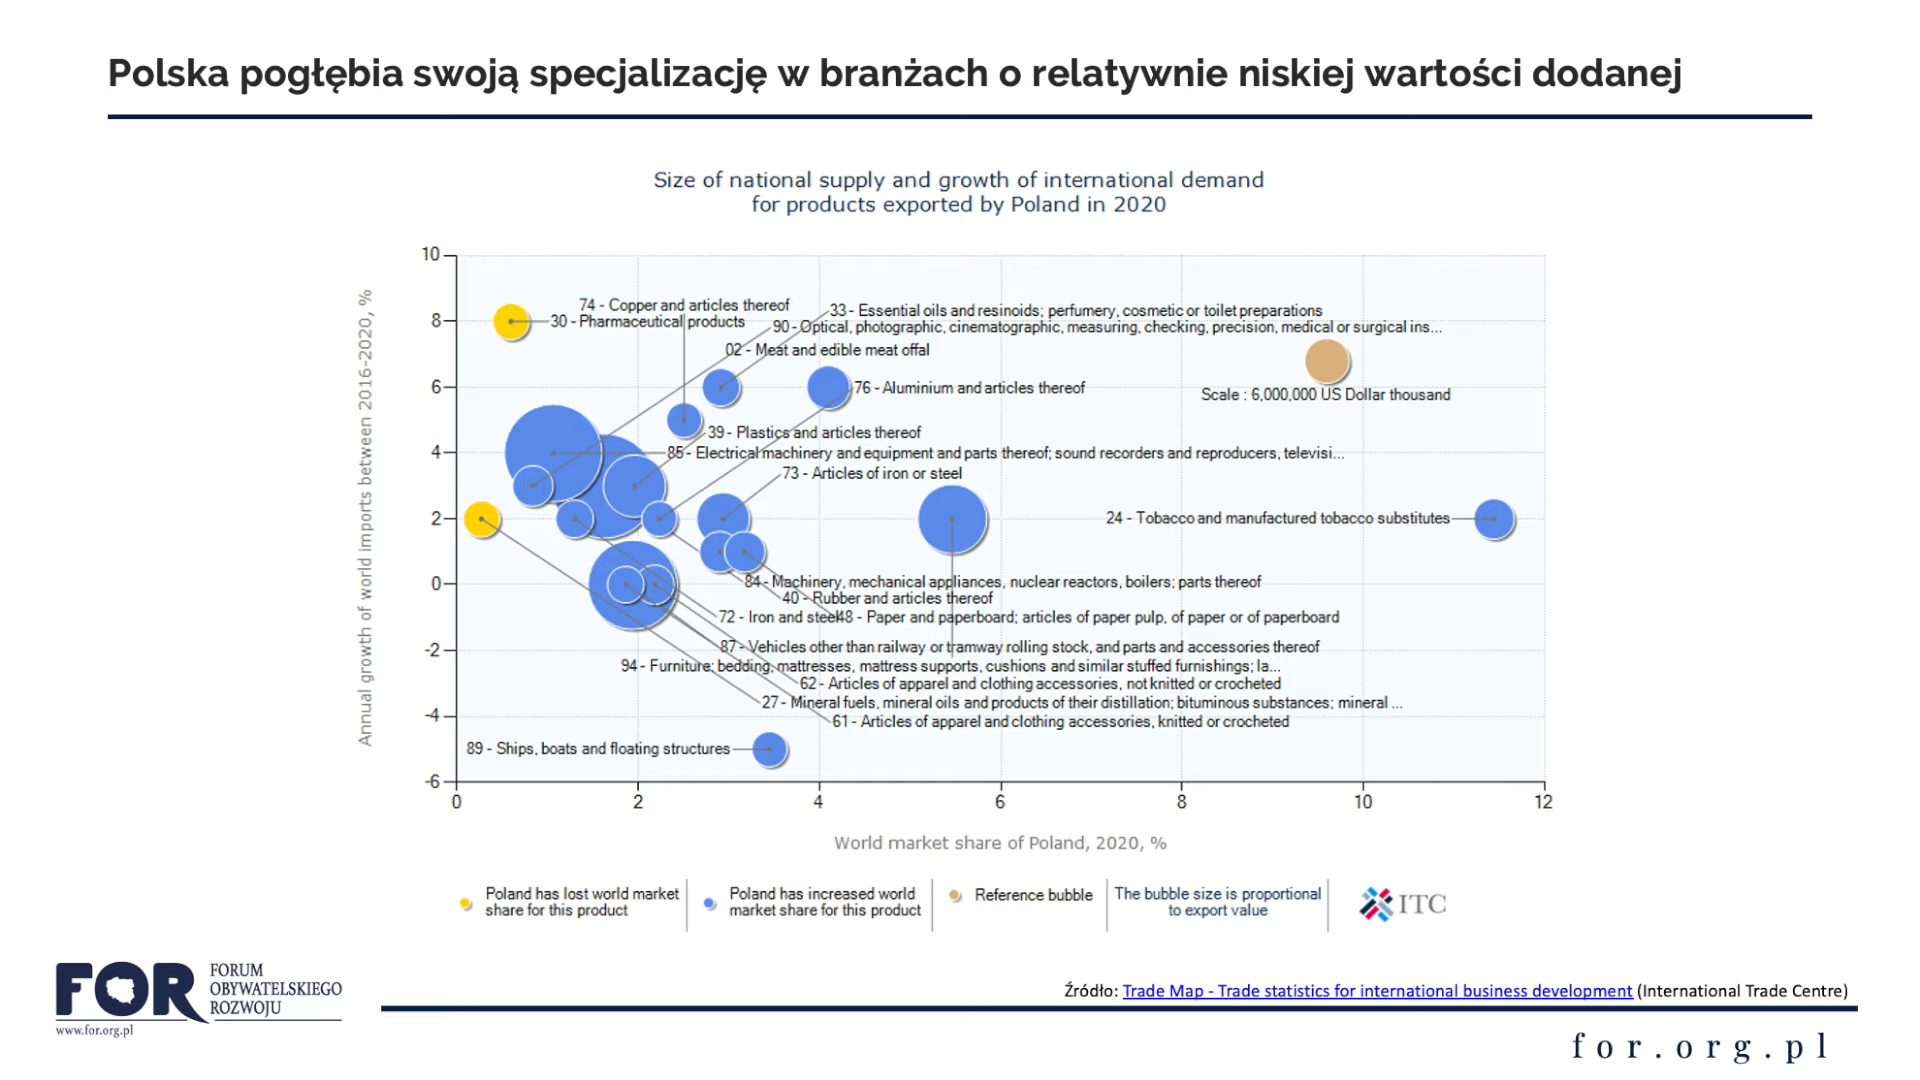 Polska pogłębia swoją specjalizację w branżach o relatywnie niskiej wartości dodanej
Size of national supply and growth of international demand
for products exported by Poland in 2020
Annual growth of world imports between 2016-2020, %
10
8
6
4
2
0
-2
-4
-6
74 - Copper and articles thereof
33 - Essential oils and resinoids; perfumery, cosmetic or toilet preparations
30 - Pharmaceutical products
90 - Optical, photographic, cinematographic, measuring, checking, precision, medical or surgical ins...
02 - Meat and edible meat offal
76 - Aluminium and articles thereof
Scale : 6,000,000 US Dollar thousand
39 - Plastics and articles thereof
85 - Electrical machinery and equipment and parts thereof; sound recorders and reproducers, televisi...
73 - Articles of iron or steel
24 - Tobacco and manufactured tobacco substitutes
84 - Machinery, mechanical appliances, nuclear reactors, boilers; parts thereof
40 - Rubber and articles thereof
72 - Iron and steel
48 - Paper and paperboard; articles of paper pulp, of paper or of paperboard
87 - Vehicles other than railway or tramway rolling stock, and parts and accessories thereof
94 - Furniture; bedding, mattresses, mattress supports, cushions and similar stuffed furnishings; la...
62 - Articles of apparel and clothing accessories, not knitted or crocheted
27 - Mineral fuels, mineral oils and products of their distillation; bituminous substances; mineral ...
61 - Articles of apparel and clothing accessories, knitted or crocheted
89 - Ships, boats and floating structures
0 2 4 6 8 10 12
World market share of Poland, 2020, %
Poland has lost world market
share for this product
Poland has increased world
market share for this product
Reference bubble
The bubble size is proportional
to export value
ITC
FOR
FORUM
OBYWATELSKIEGO
ROZWOJU
www.for.org.pl
Źródło: Trade Map - Trade statistics for international business development (International Trade Centre)
for.org.pl